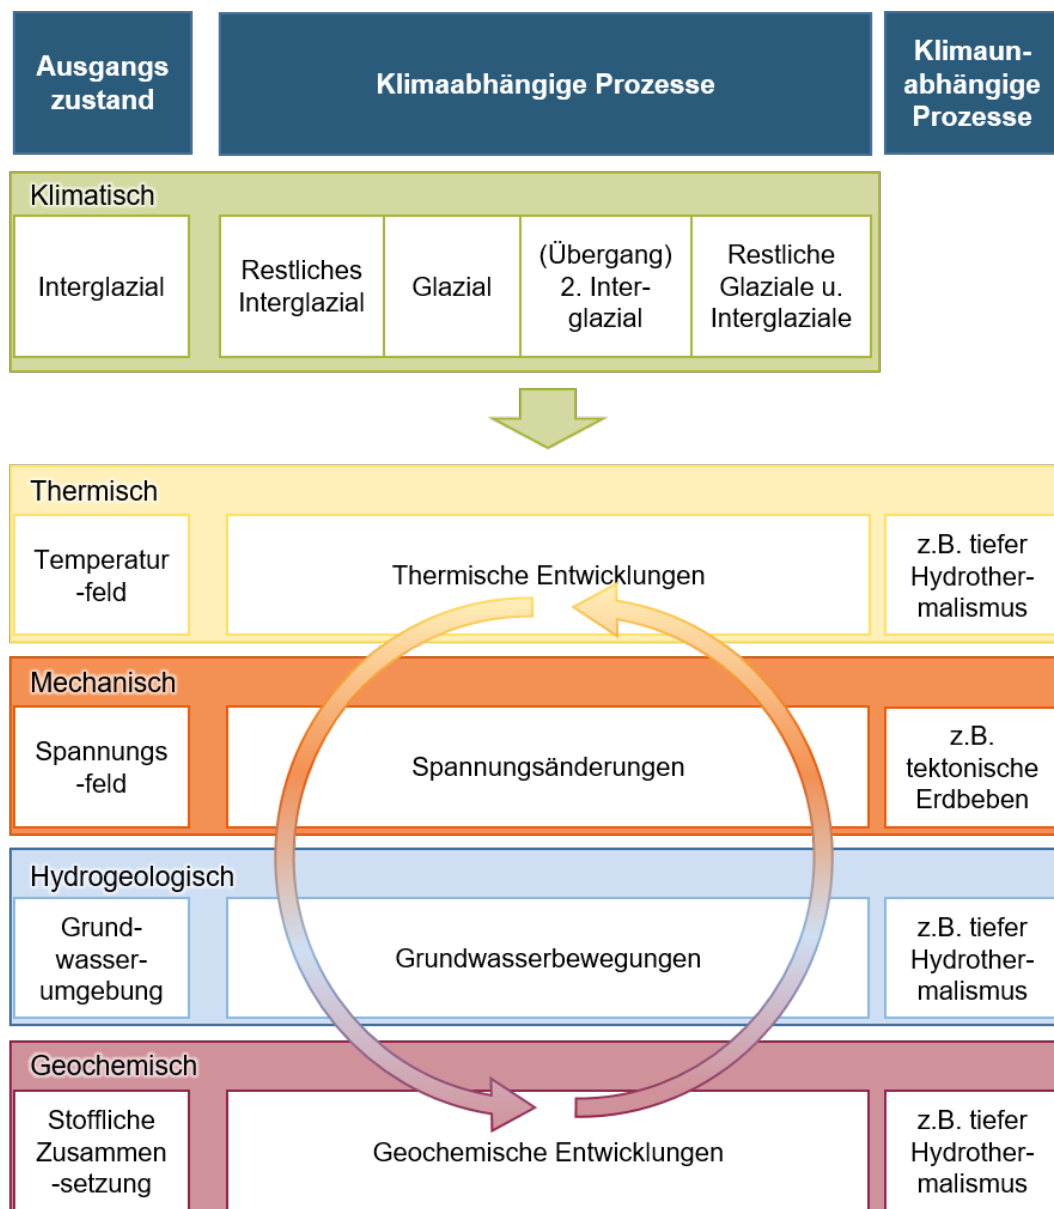 Ausgangs
zustand
Klimaabhängige Prozesse
Klimaun-
abhängige
Prozesse
Klimatisch
Interglazial
Restliches
Interglazial
Glazial
(Übergang)
2. Inter-
glazial
Restliche
Glaziale u.
Interglaziale
Thermisch
Temperatur
-feld
Thermische Entwicklungen
z.B. tiefer
Hydrother-
malismus
Mechanisch
Spannungs
-feld
Spannungsänderungen
z.B.
tektonische
Erdbeben
Hydrogeologisch
Grund-
wasser-
umgebung
Grundwasserbewegungen
z.B. tiefer
Hydrother-
malismus
Geochemisch
Stoffliche
Zusammen
-setzung
Geochemische Entwicklungen
z.B. tiefer
Hydrother-
malismus